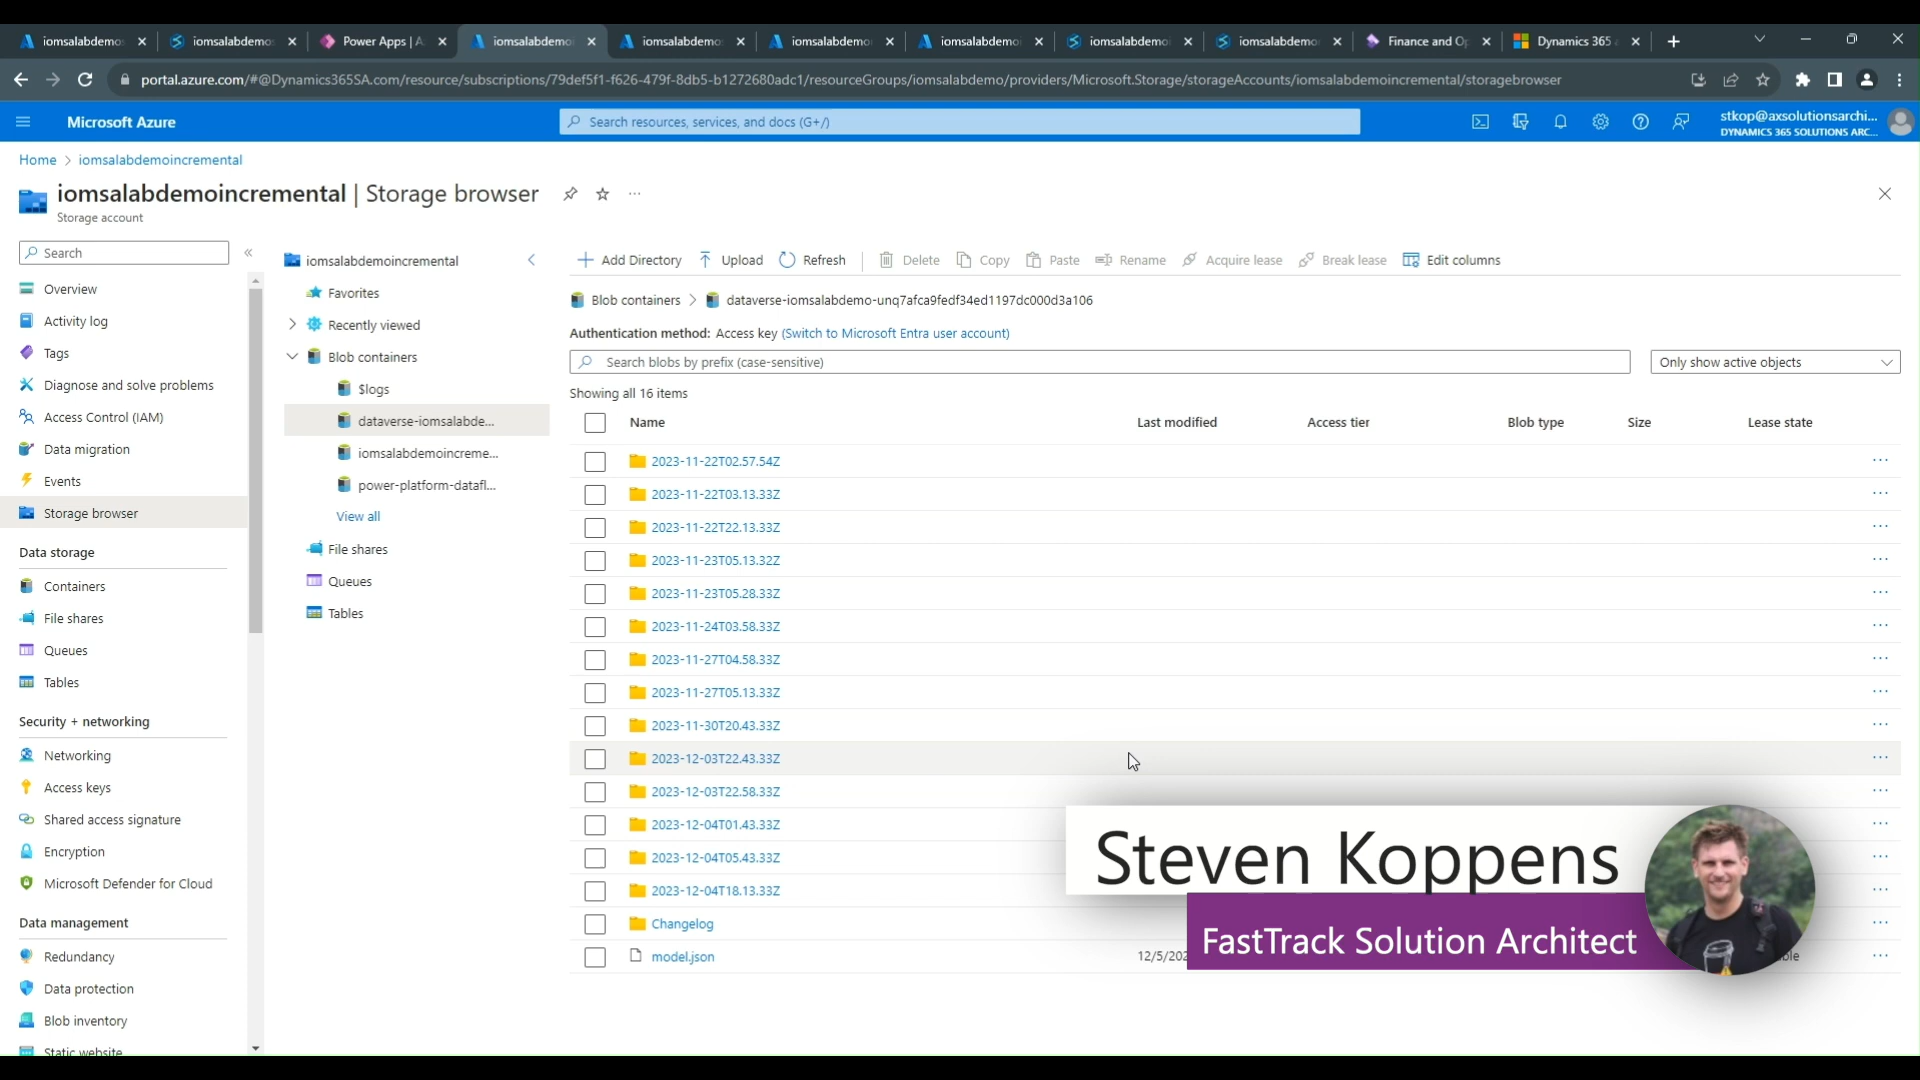 iomsalabdemo
iomsalabdemo
Power Apps | A
iomsalabdemo
iomsalabdemo
iomsalabdemo
iomsalabdemo
iomsalabdemo
iomsalabdemo
Finance and Op
Dynamics 365
portal.azure.com/#@Dynamics365SA.com/resource/subscriptions/79def5f1-f626-479f-8db5-b1272680adc1/resourceGroups/iomsalabdemo/providers/Microsoft.Storage/storageAccounts/iomsalabdemoincremental/storagebrowser
Microsoft Azure
Search resources, services, and docs (G+/)
stkop@axsolutionsarchi...
DYNAMICS 365 SOLUTIONS ARC...
Home > iomsalabdemoincremental
iomsalabdemoincremental | Storage browser
Storage account
Search
Overview
Activity log
Tags
Diagnose and solve problems
Access Control (IAM)
Data migration
Events
Storage browser
Data storage
Containers
File shares
Queues
Tables
Security + networking
Networking
Access keys
Shared access signature
Encryption
Microsoft Defender for Cloud
Data management
Redundancy
Data protection
Blob inventory
Static website
iomsalabdemoincremental
Favorites
Recently viewed
Blob containers
$logs
dataverse-iomsalabde...
iomsalabdemoincreme...
power-platform-datafl...
View all
File shares
Queues
Tables
Add Directory Upload Refresh Delete Copy Paste Rename Acquire lease Break lease Edit columns
Blob containers > dataverse-iomsalabdemo-unq7afca9fedf34ed1197dc000d3a106
Authentication method: Access key (Switch to Microsoft Entra user account)
Search blobs by prefix (case-sensitive)
Only show active objects
Showing all 16 items
Name Last modified Access tier Blob type Size Lease state
2023-11-22T02.57.54Z
2023-11-22T03.13.33Z
2023-11-22T22.13.33Z
2023-11-23T05.13.32Z
2023-11-23T05.28.33Z
2023-11-24T03.58.33Z
2023-11-27T04.58.33Z
2023-11-27T05.13.33Z
2023-11-30T20.43.33Z
2023-12-03T22.43.33Z
2023-12-03T22.58.33Z
2023-12-04T01.43.33Z
2023-12-04T05.43.33Z
2023-12-04T18.13.33Z
Changelog
model.json 12/5/202
Steven Koppens
FastTrack Solution Architect